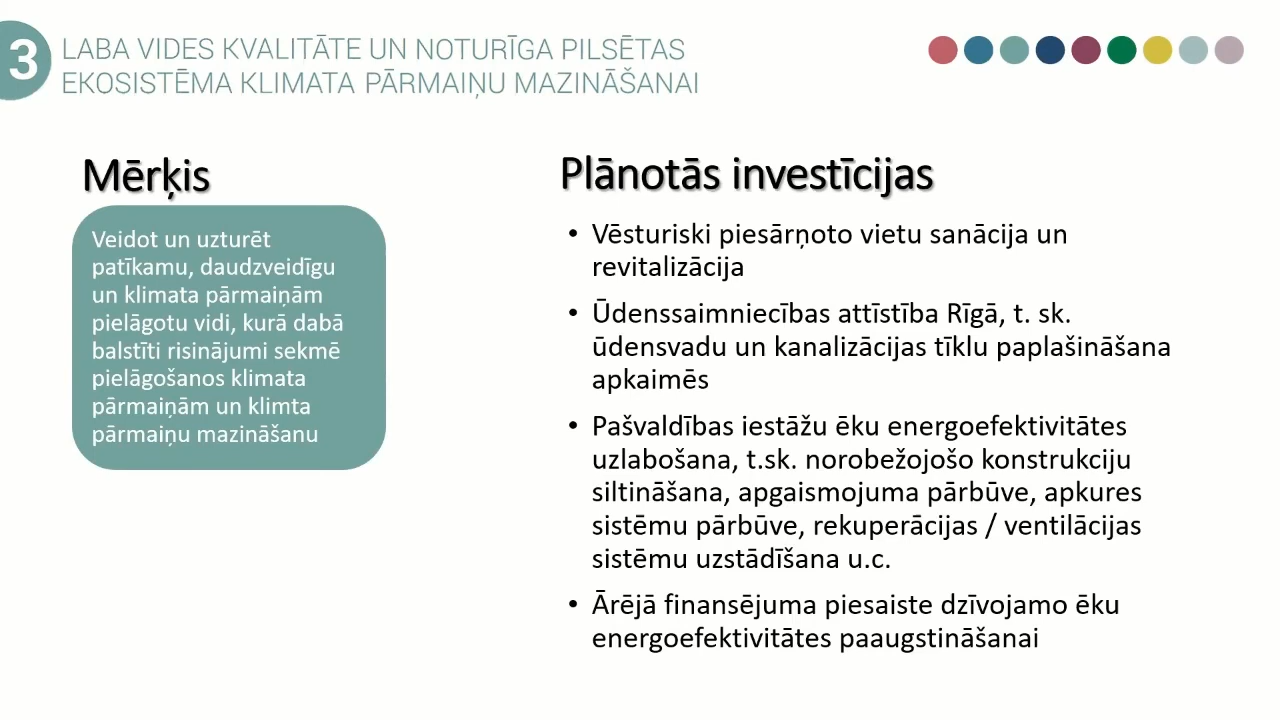 3
LABA VIDES KVALITĀTE UN NOTURĪGA PILSĒTAS
EKOSISTĒMA KLIMATA PĀRMAIŅU MAZINĀŠANAI
Mērķis
Veidot un uzturēt
patīkamu, daudzveidīgu
un klimata pārmaiņām
pielāgotu vidi, kurā dabā
balstīti risinājumi sekmē
pielāgošanos klimata
pārmaiņām un klimta
pārmaiņu mazināšanu
Plānotās investīcijas
• Vēsturiski piesārņoto vietu sanācija un
revitalizācija
• Ūdenssaimniecības attīstība Rīgā, t. sk.
ūdensvadu un kanalizācijas tīklu paplašināšana
apkaimēs
• Pašvaldības iestāžu ēku energoefektivitātes
uzlabošana, t.sk. norobežojošo konstrukciju
siltināšana, apgaismojuma pārbūve, apkures
sistēmu pārbūve, rekuperācijas / ventilācijas
sistēmu uzstādīšana u.c.
• Ārējā finansējuma piesaiste dzīvojamo ēku
energoefektivitātes paaugstināšanai